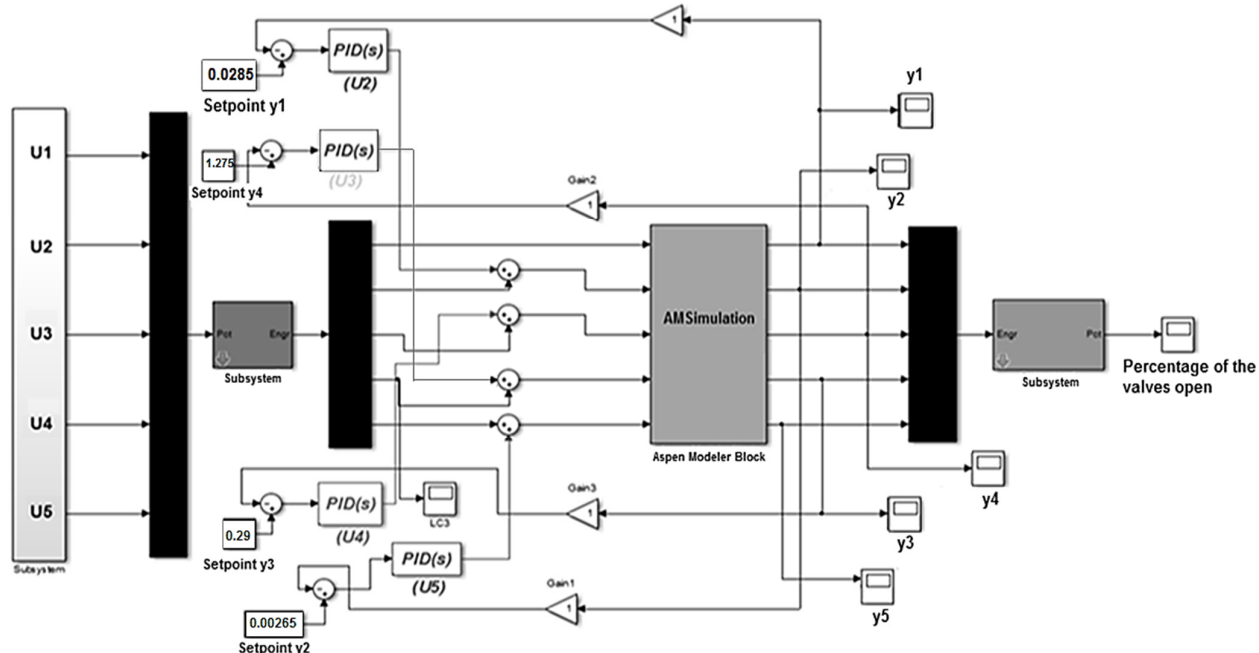 1
PID(s)
(U2)
0.0285
Setpoint y1
y1
U1
1.275
Setpoint y4
PID(s)
(U3)
Gain2
1
y2
U2
U3
U4
U5
Subsystem
Pct
Engr
Subsystem
AMSimulation
Aspen Modeler Block
Engr
Pct
Subsystem
Percentage of the
valves open
y4
PID(s)
(U4)
0.29
Setpoint y3
LC3
Gain3
1
y3
PID(s)
(U5)
0.00265
Setpoint y2
Gain1
1
y5